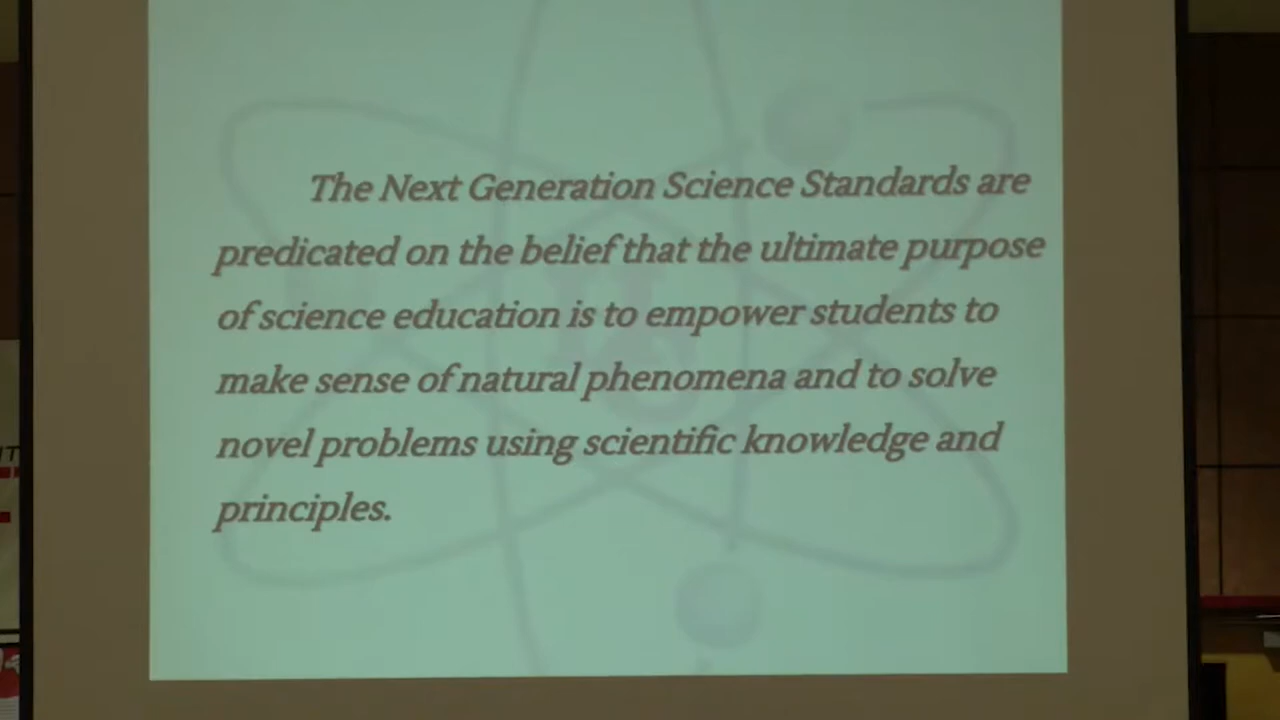 The Next Generation Science Standards are
predicated on the belief that the ultimate purpose
of science education is to empower students to
make sense of natural phenomena and to solve
novel problems using scientific knowledge and
principles.